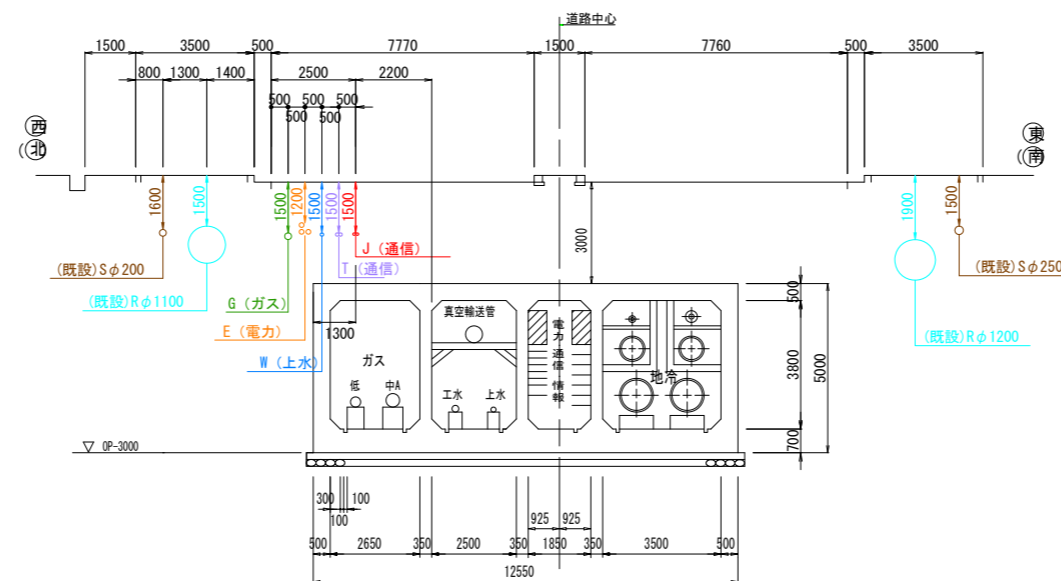 道路中心
1500 3500 500 7770 1500 7760 500 3500
800 1300 1400 2500 2200
500 500 500
500 500
西
(北)
東
(南)
1600
1500
1500
1200
1500
1500
1500
3000
1900
1500
J (通信)
T (通信)
(既設)Sφ200
(既設)Rφ1100
G (ガス)
E (電力)
W (上水)
(既設)Sφ250
(既設)Rφ1200
1300
真空輸送管
ガス
低 中A
工水 上水
電力 通信 情報
地冷
500
3800
5000
700
▽ OP-3000
300 100
100
925 925
500 2650 350 2500 350 1850 350 3500 500
12550